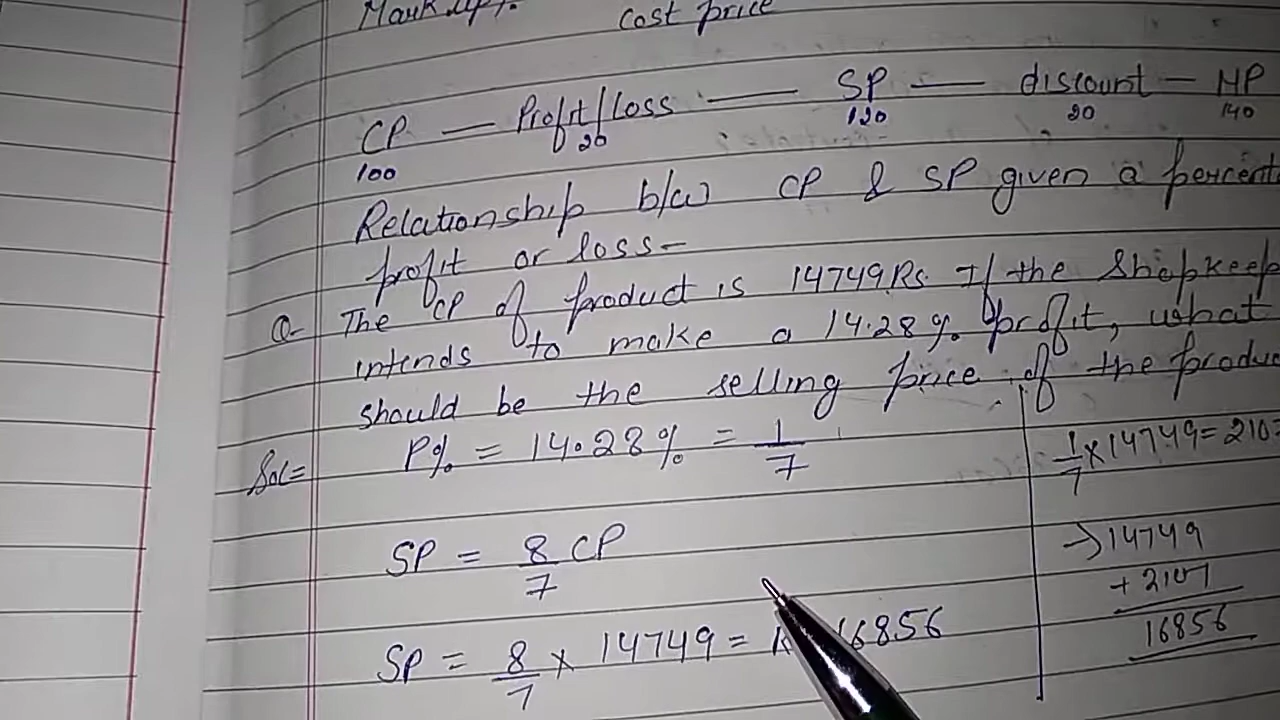 Mark up%. Cost price
CP — Profit/loss — SP — discount — MP
100 20 120 20 140
Relationship b/w CP & SP given a percent
profit or loss-
Q- The CP of product is 14749Rs If the Shopkeep
intends to make a 14.28% profit, what
should be the selling price of the produc
Sol= P% = 14.28% = 1/7
1/7 × 14749 = 210
SP = 8/7 CP
→ 14749
+ 2107
16856
SP = 8/7 × 14749 = 16856